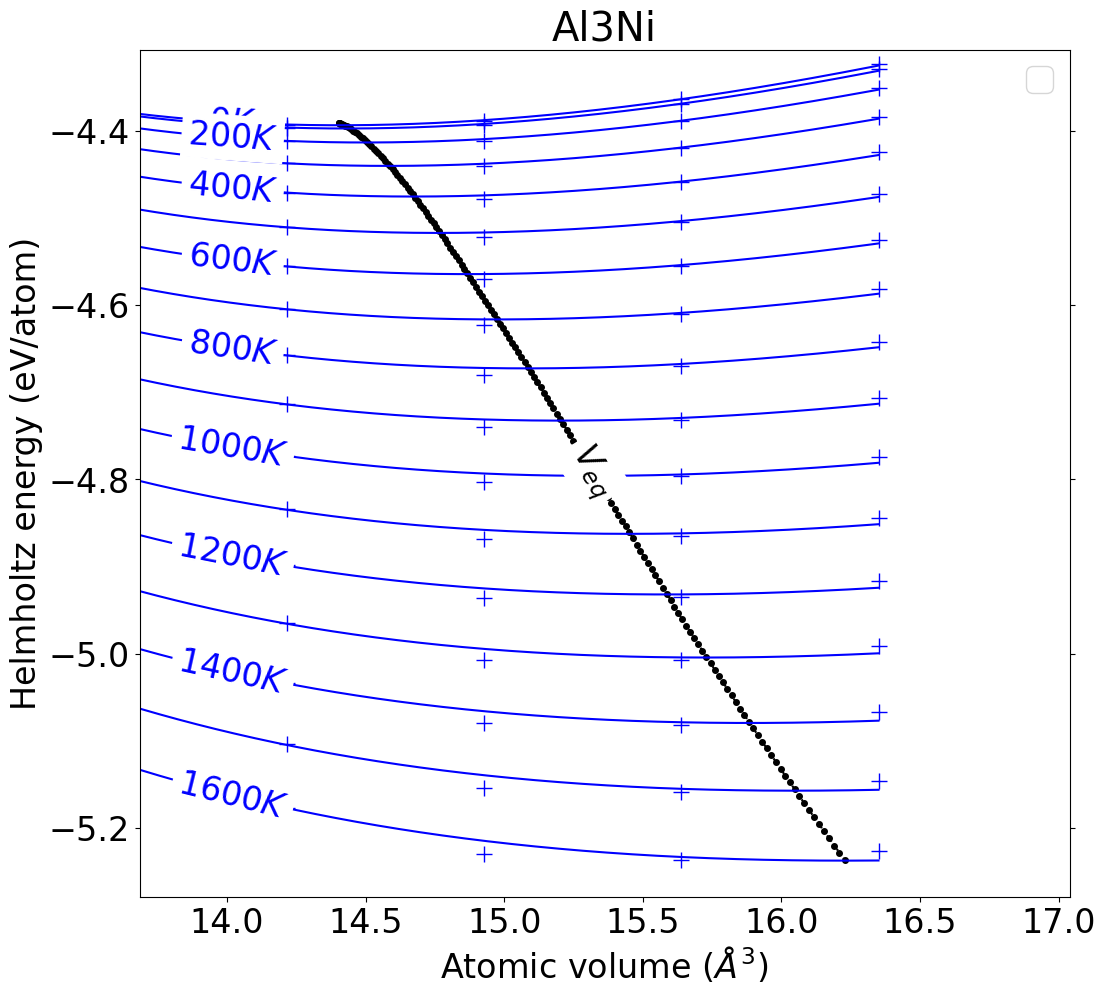 Al3Ni
Helmholtz energy (eV/atom)
−4.4
−4.6
−4.8
−5.0
−5.2
0K
200K
400K
600K
800K
1000K
1200K
1400K
1600K
V_eq
14.0 14.5 15.0 15.5 16.0 16.5 17.0
Atomic volume (Å³)